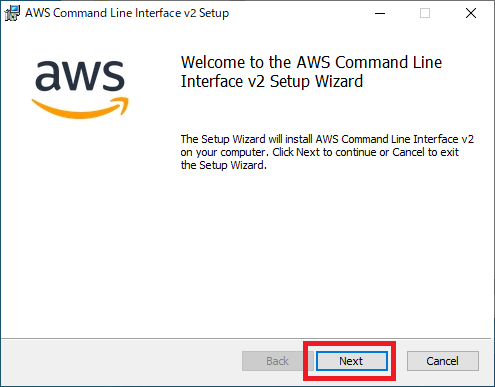 AWS Command Line Interface v2 Setup
aws
Welcome to the AWS Command Line
Interface v2 Setup Wizard
The Setup Wizard will install AWS Command Line Interface v2
on your computer. Click Next to continue or Cancel to exit
the Setup Wizard.
Back Next Cancel